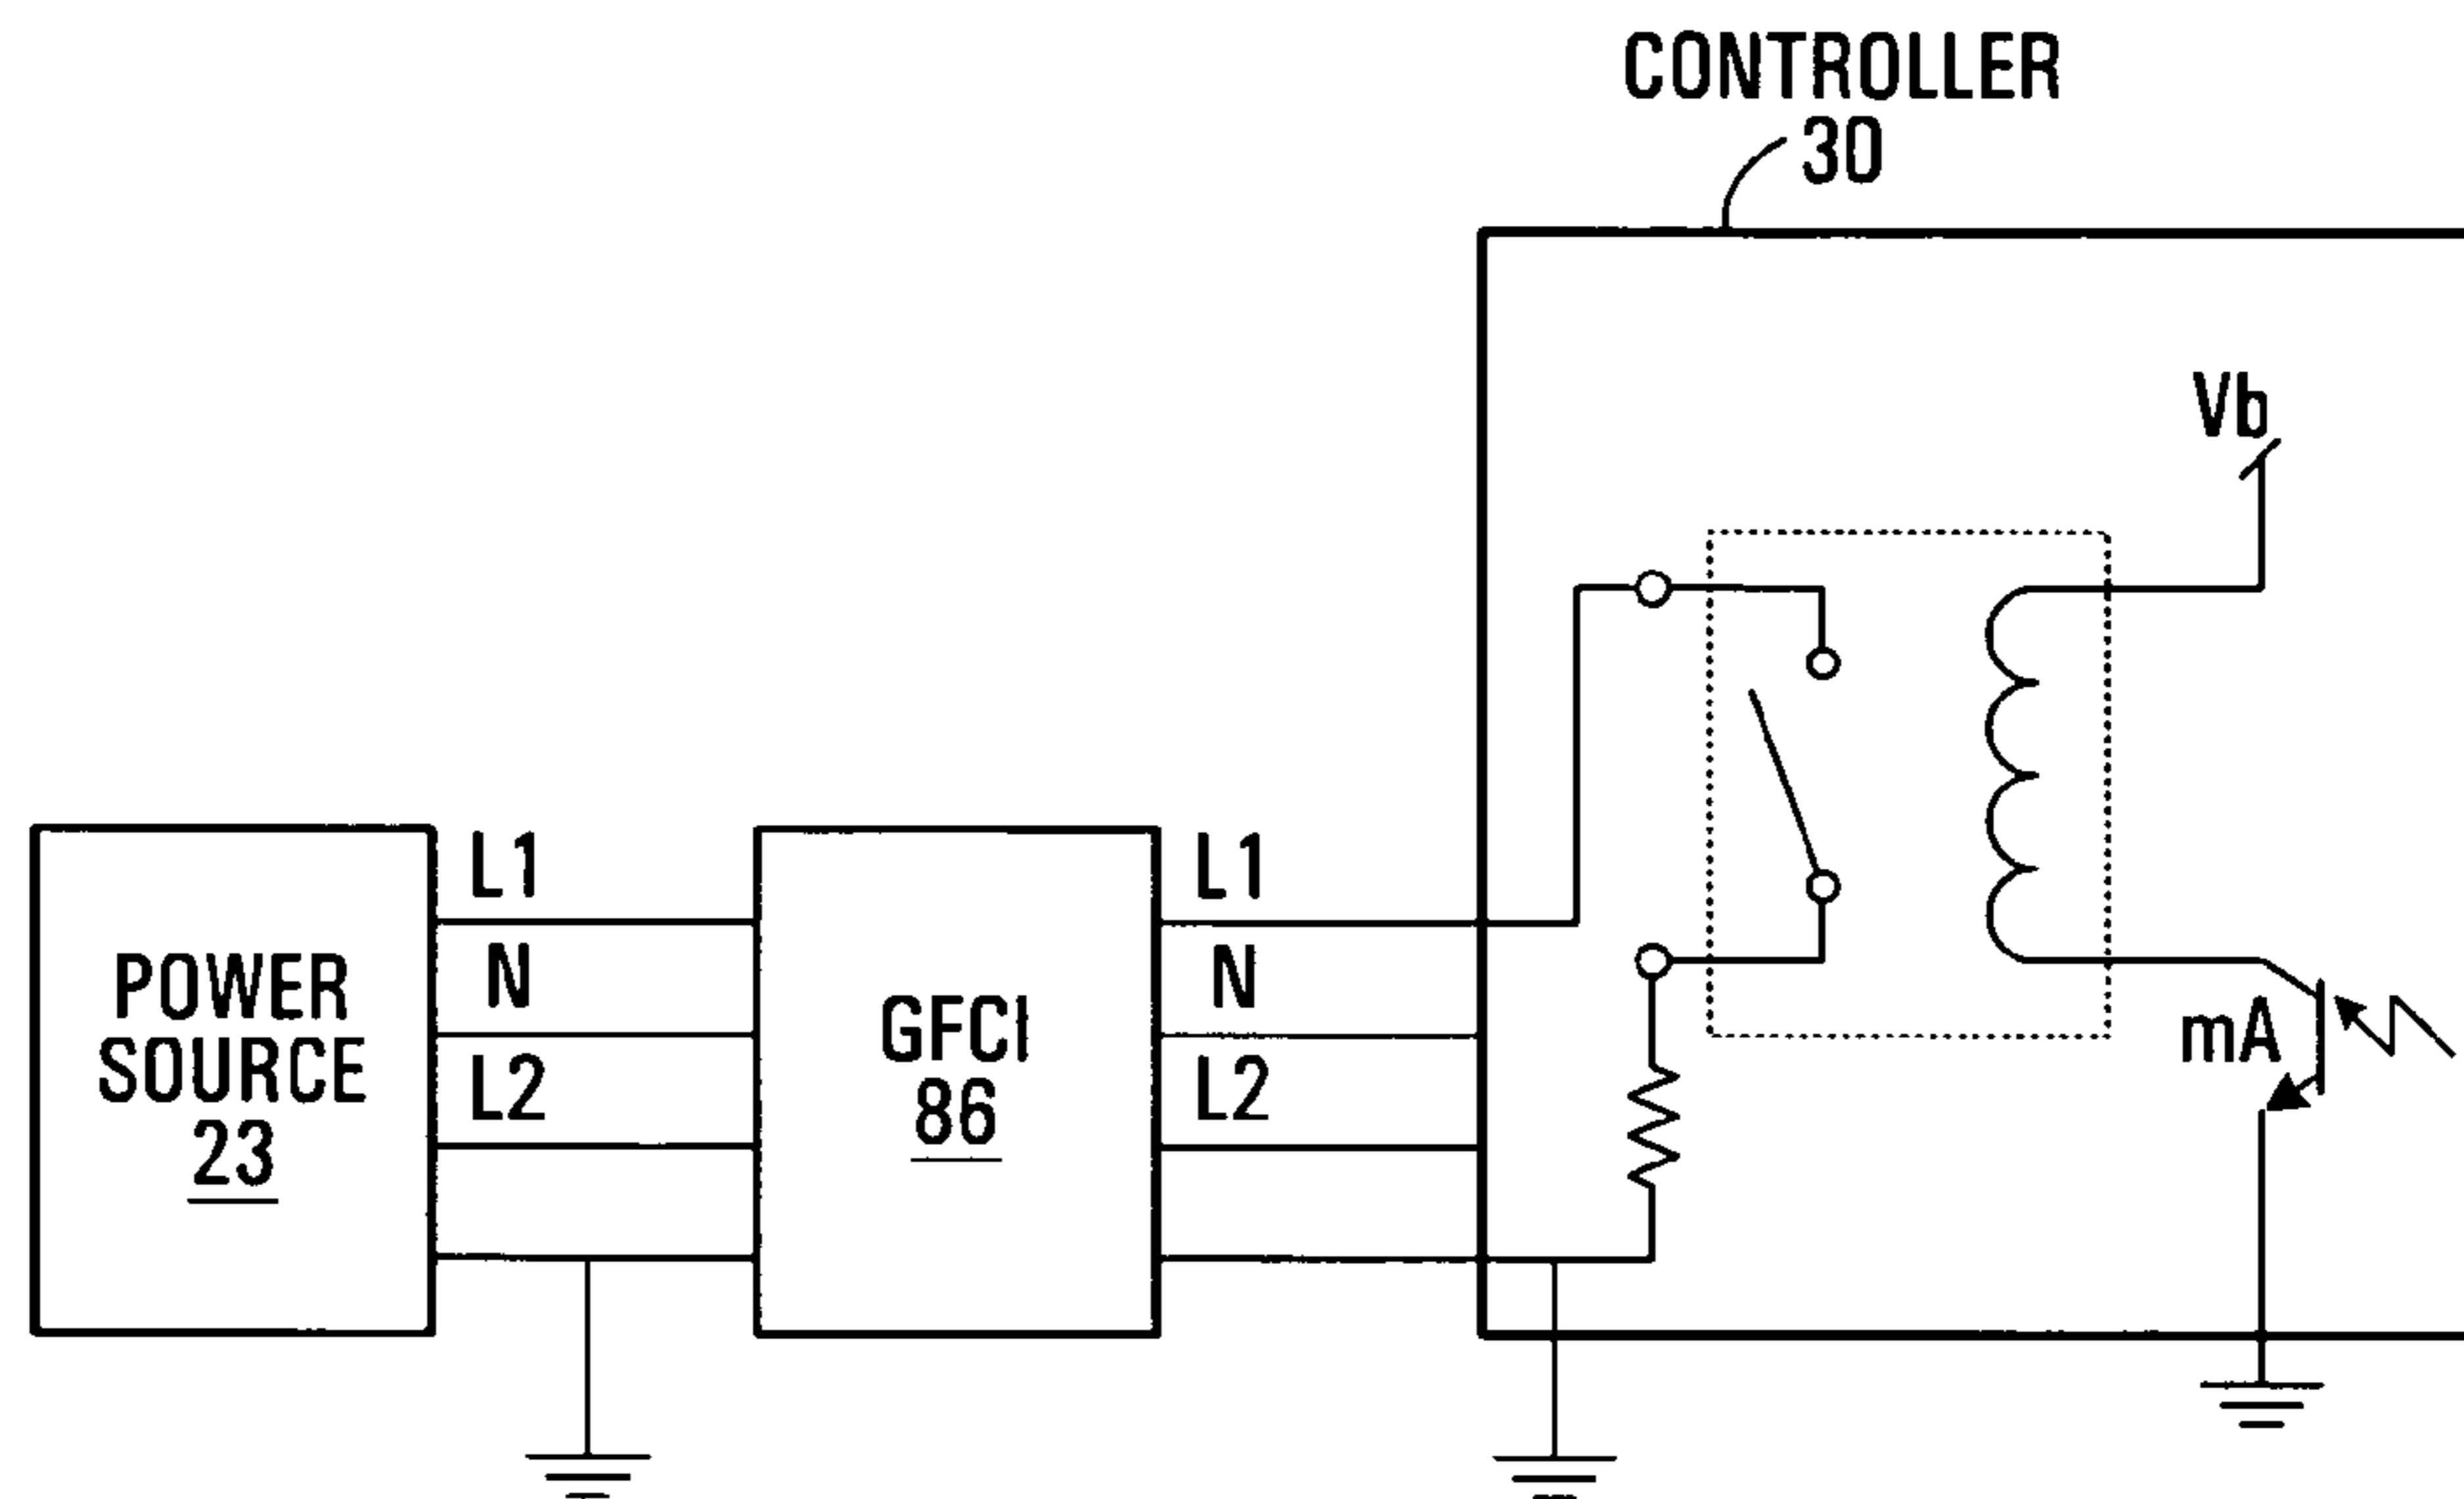 CONTROLLER
30
Vb
L1
L1
N
N
POWER
SOURCE
23
GFCI
86
mA
L2
L2